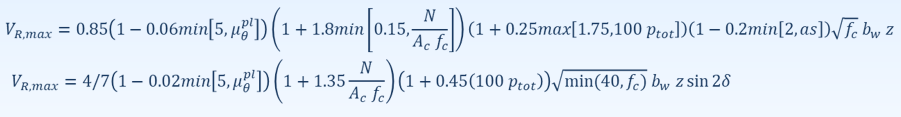 V_{R,max} = 0.85(1 − 0.06min[5, μ_θ^{pl}])(1 + 1.8min[0.15, \frac{N}{A_c f_c}])(1 + 0.25max[1.75,100 p_{tot}])(1 − 0.2min[2, as])√f_c b_w z
V_{R,max} = 4/7(1 − 0.02min[5, μ_θ^{pl}])(1 + 1.35 \frac{N}{A_c f_c})(1 + 0.45(100 p_{tot}))√min(40, f_c) b_w z sin 2δ